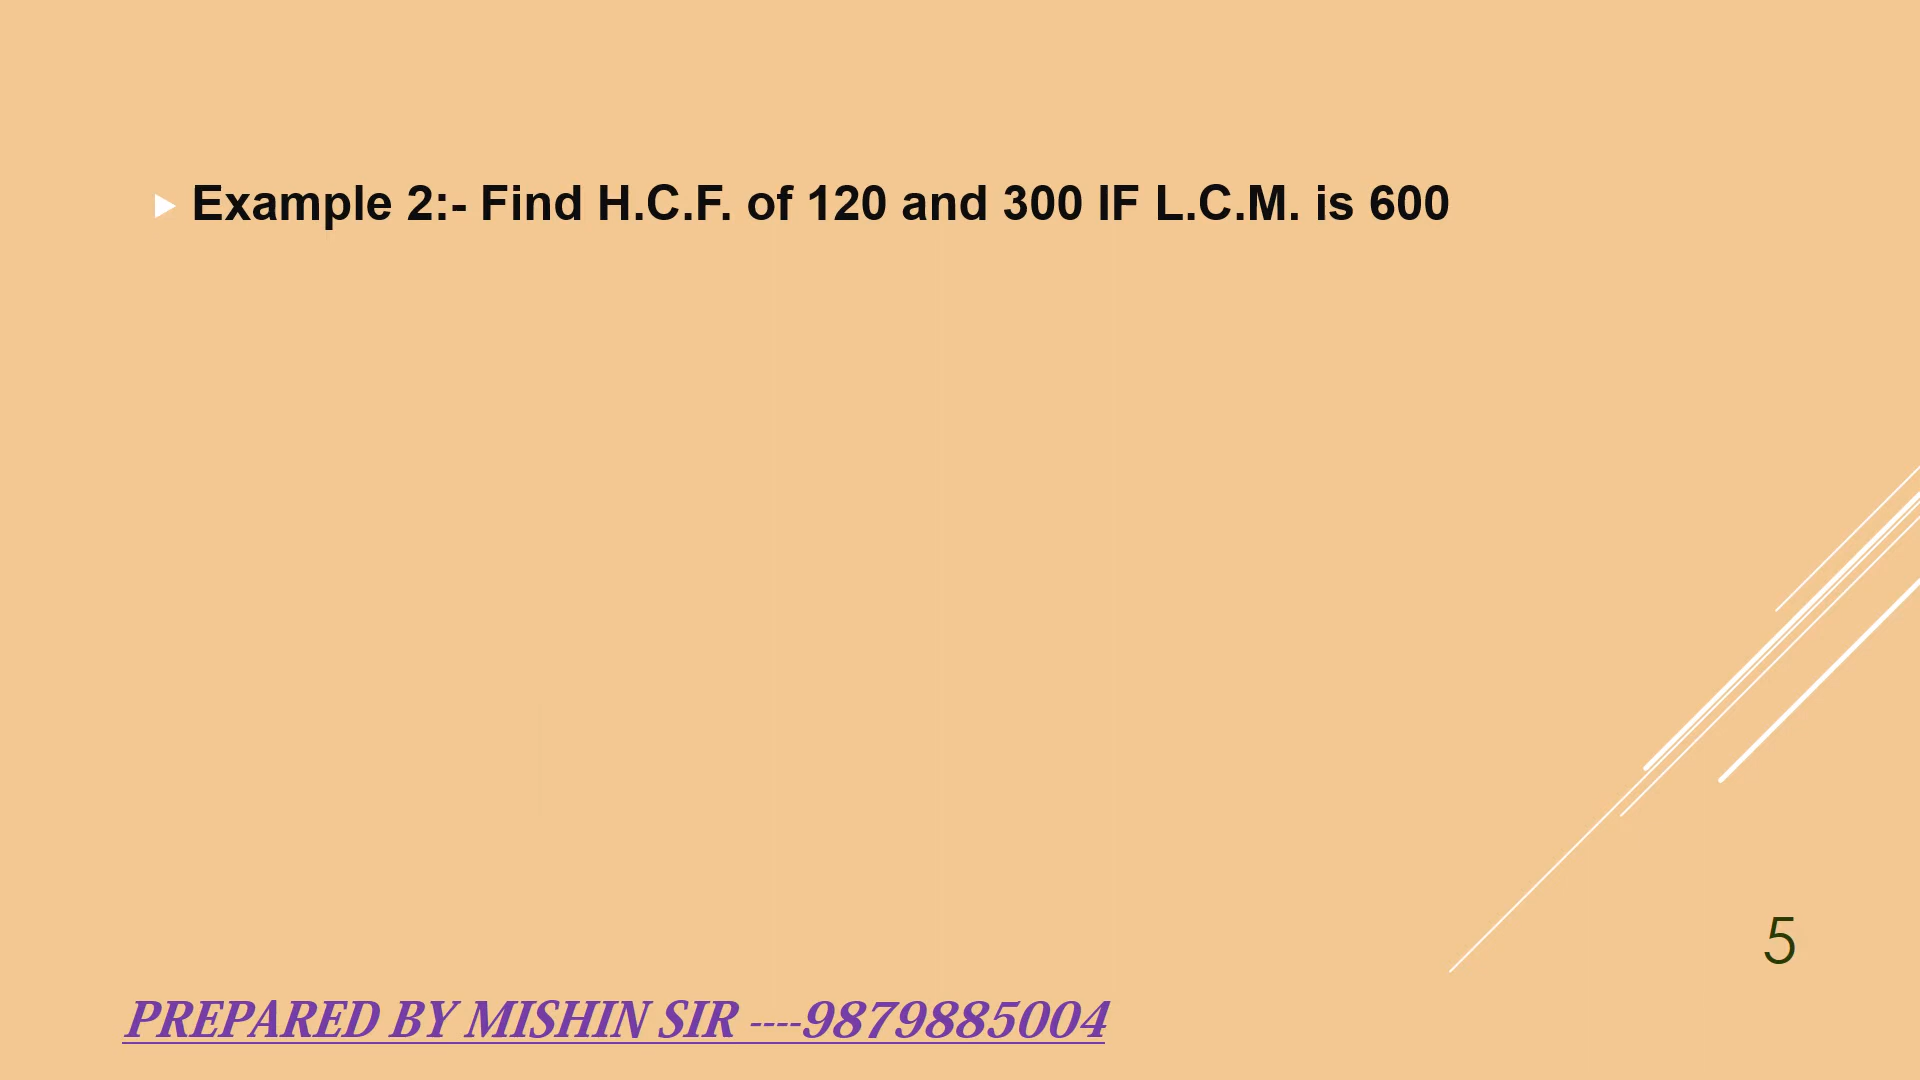 Example 2:- Find H.C.F. of 120 and 300 IF L.C.M. is 600
5
PREPARED BY MISHIN SIR ----9879885004